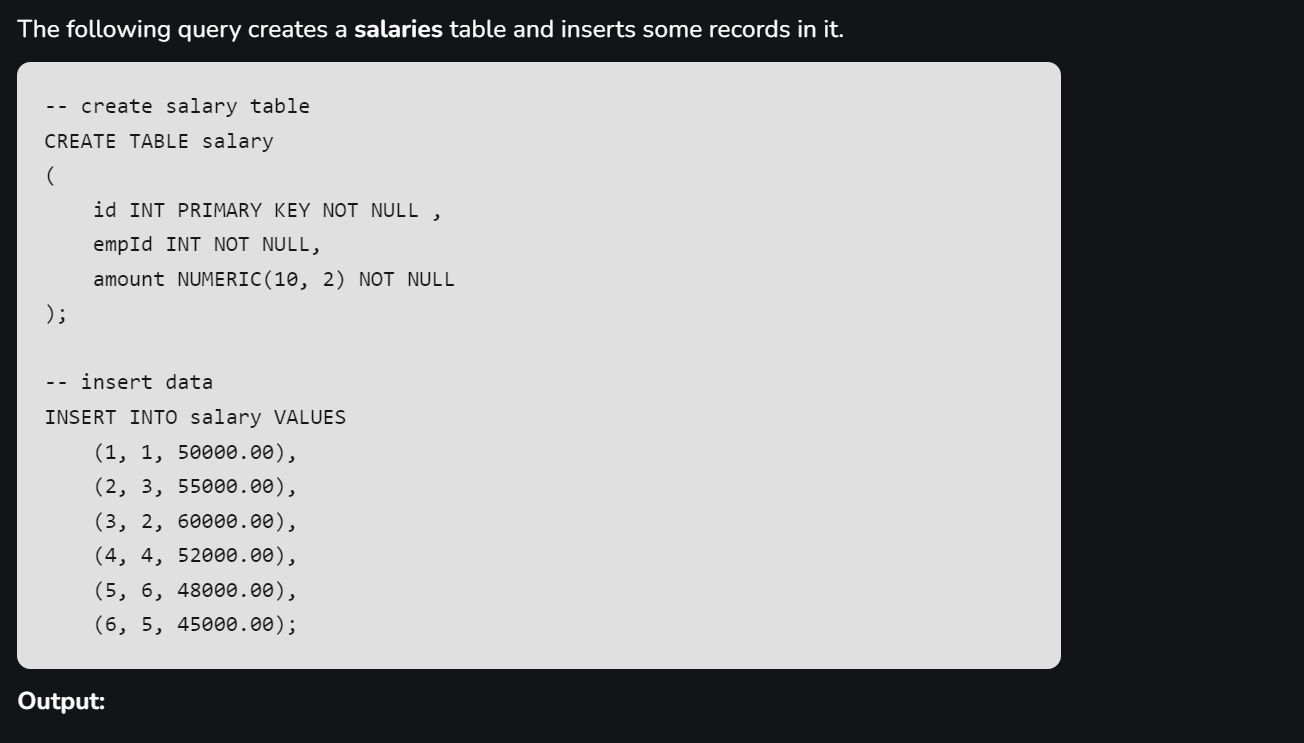 The following query creates a salaries table and inserts some records in it.
-- create salary table
CREATE TABLE salary
(
    id INT PRIMARY KEY NOT NULL ,
    empId INT NOT NULL,
    amount NUMERIC(10, 2) NOT NULL
);
-- insert data
INSERT INTO salary VALUES
    (1, 1, 50000.00),
    (2, 3, 55000.00),
    (3, 2, 60000.00),
    (4, 4, 52000.00),
    (5, 6, 48000.00),
    (6, 5, 45000.00);
Output: